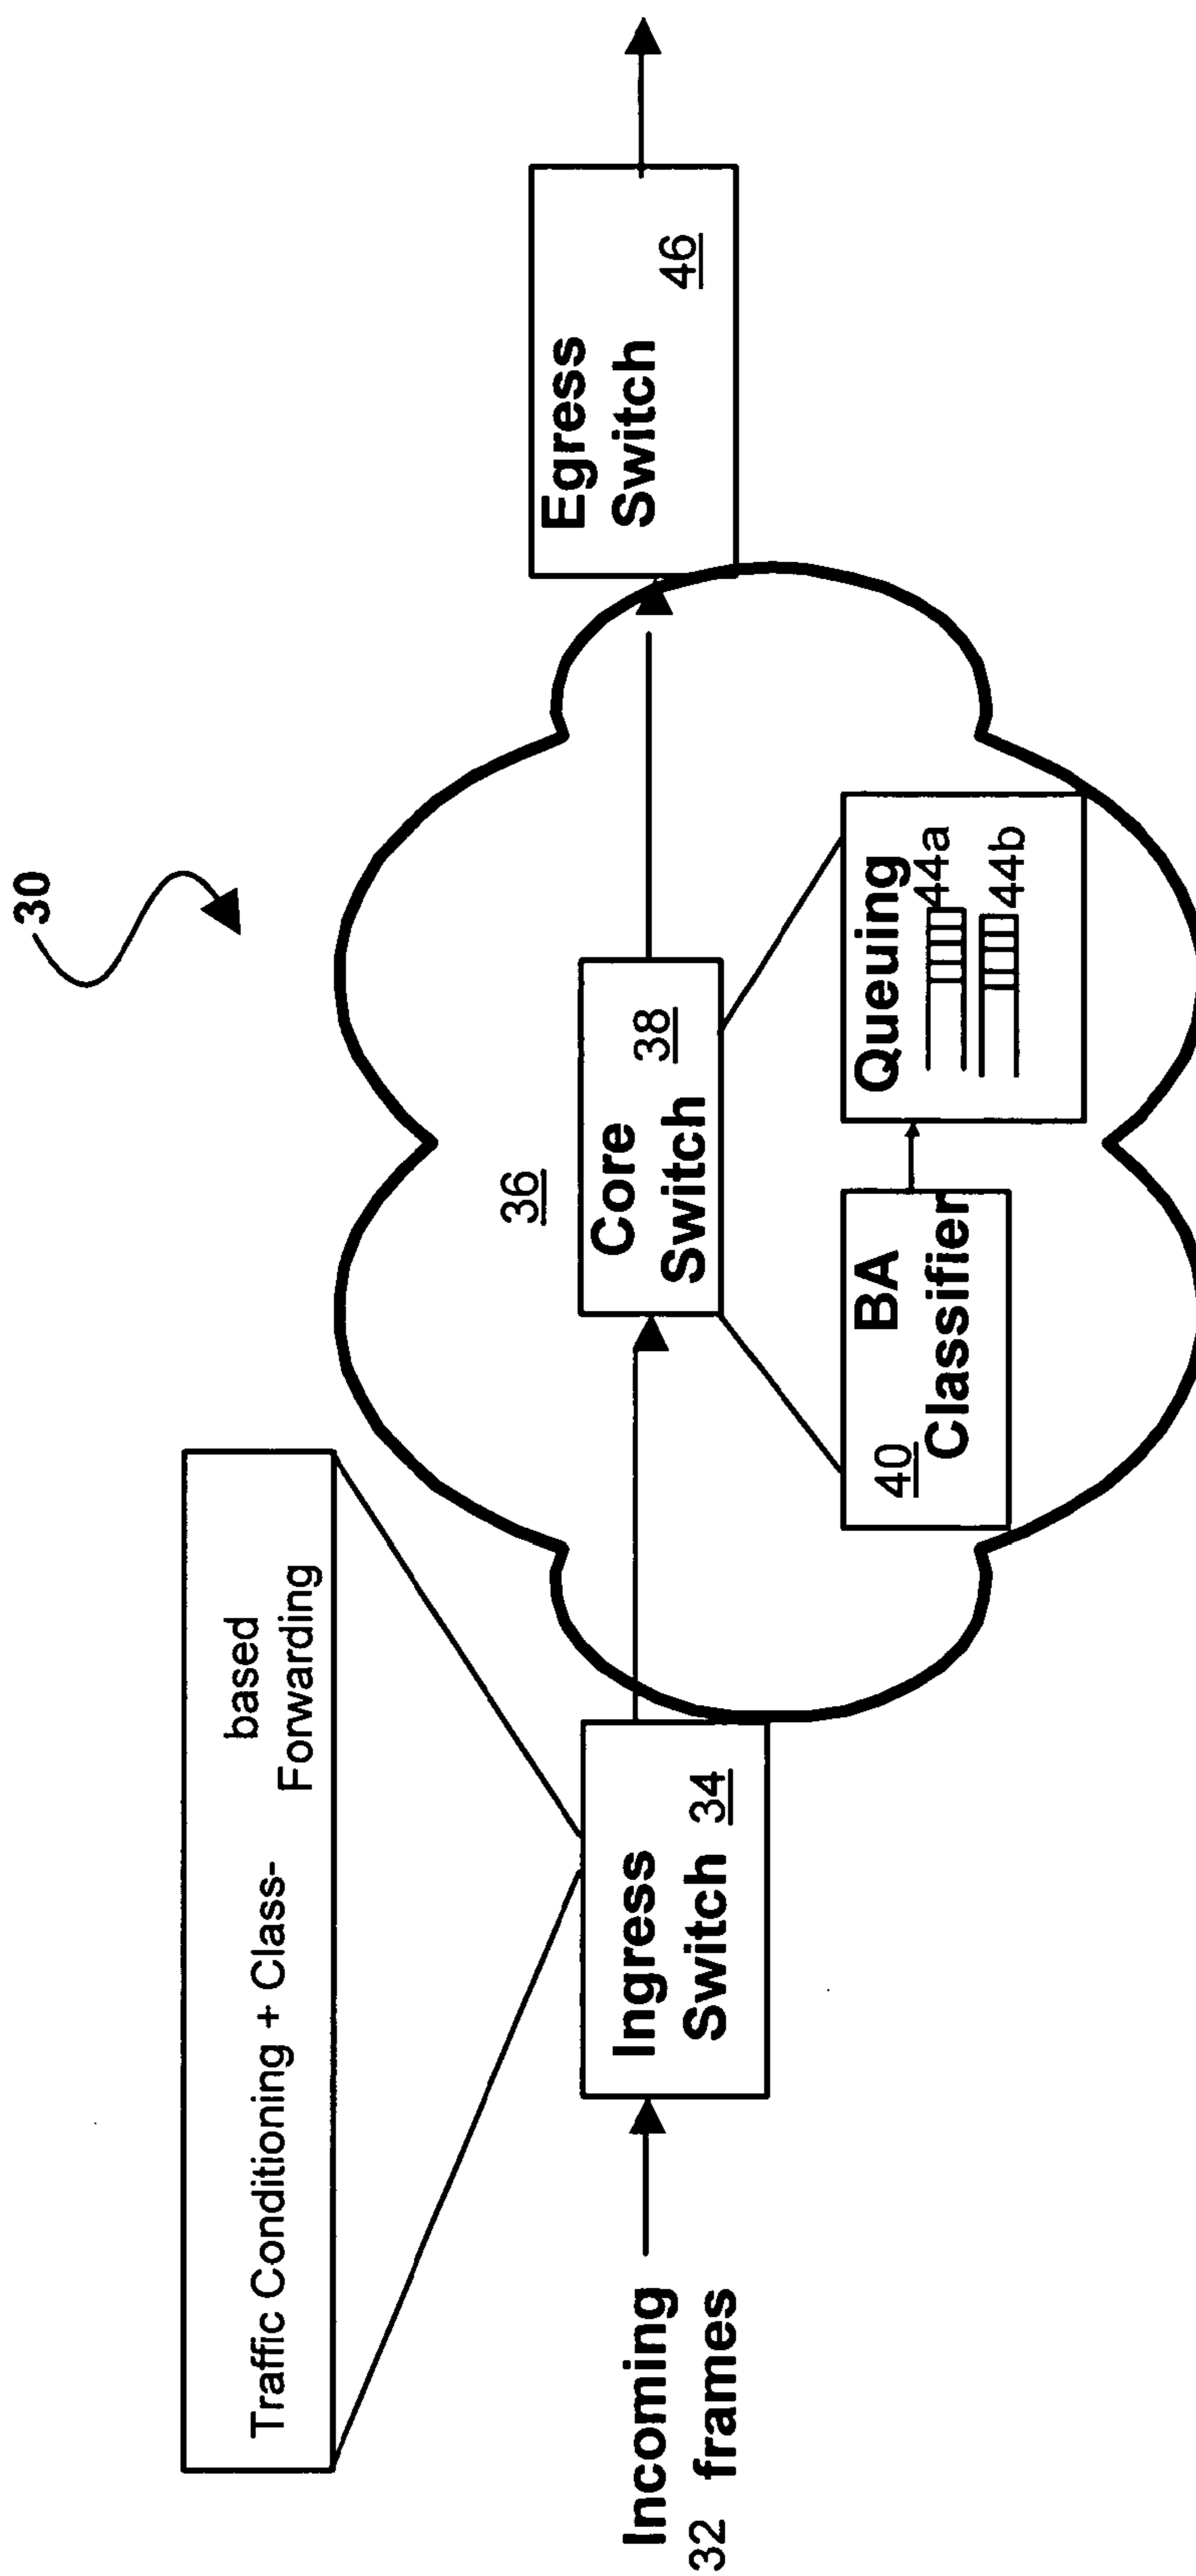 30
Traffic Conditioning + Class-
based
Forwarding
Incoming
32 frames
Ingress
Switch 34
36
Core
Switch 38
40 BA
Classifier
Queuing
44a
44b
Egress
Switch
46